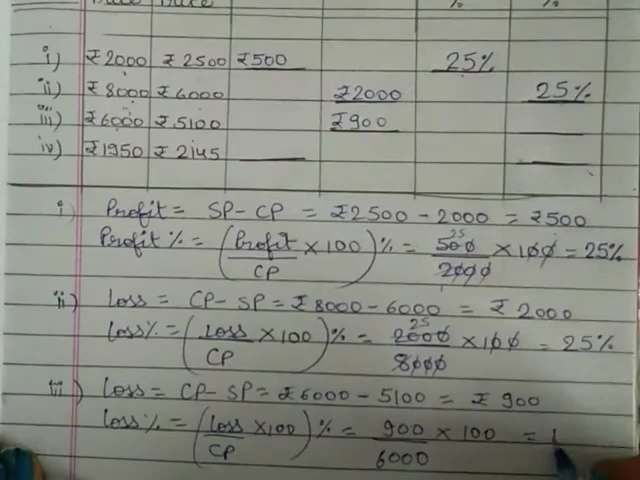 % %
i) ₹2000 ₹2500 ₹500 25%
ii) ₹8000 ₹6000 ₹2000 25%
iii) ₹6000 ₹5100 ₹900
iv) ₹1950 ₹2145
i) Profit = SP - CP = ₹2500 - 2000 = ₹500
Profit % = (Profit/CP × 100)% = 500/2000 × 100 = 25%
ii) Loss = CP - SP = ₹8000 - 6000 = ₹2000
Loss% = (Loss/CP × 100)% = 2000/8000 × 100 = 25%
iii) Loss = CP - SP = ₹6000 - 5100 = ₹900
Loss% = (Loss/CP × 100)% = 900/6000 × 100 = 1